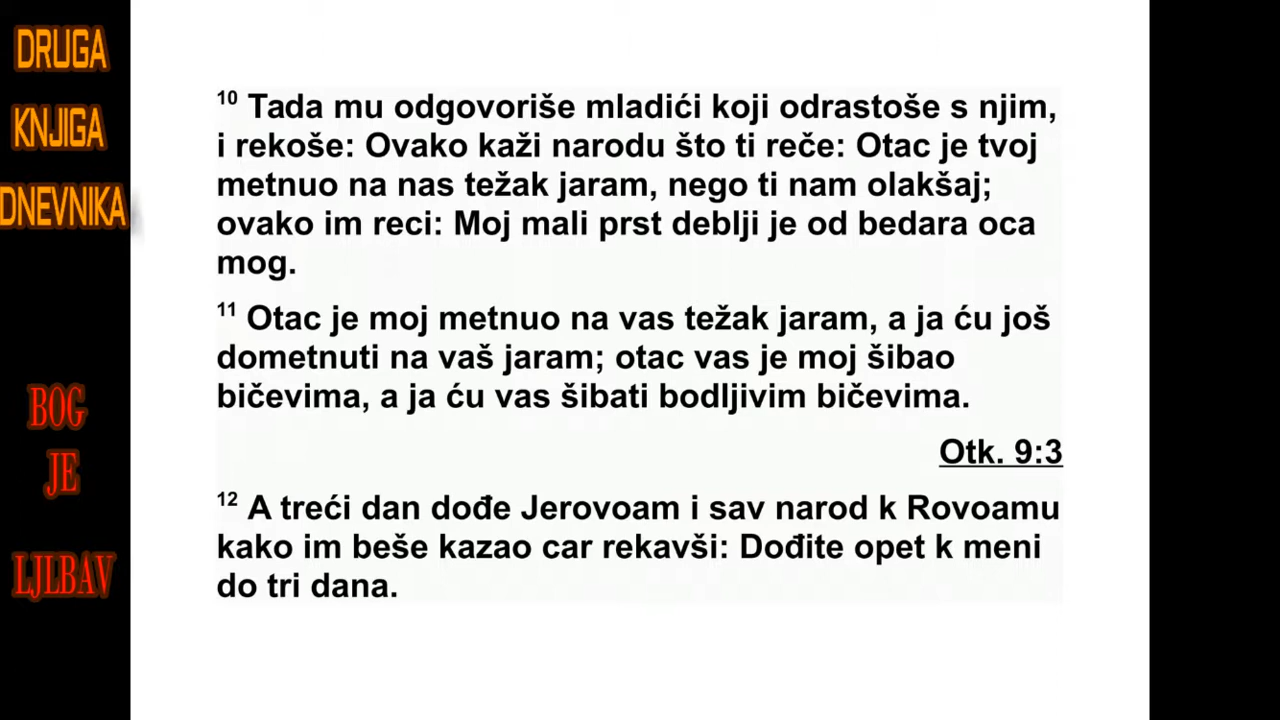 DRUGA
KNJIGA
DNEVNIKA
BOG
JE
LJLBAV
10 Tada mu odgovoriše mladići koji odrastoše s njim,
i rekoše: Ovako kaži narodu što ti reče: Otac je tvoj
metnuo na nas težak jaram, nego ti nam olakšaj;
ovako im reci: Moj mali prst deblji je od bedara oca
mog.
11 Otac je moj metnuo na vas težak jaram, a ja ću još
dometnuti na vaš jaram; otac vas je moj šibao
bičevima, a ja ću vas šibati bodljivim bičevima.
Otk. 9:3
12 A treći dan dođe Jerovoam i sav narod k Rovoamu
kako im beše kazao car rekavši: Dođite opet k meni
do tri dana.